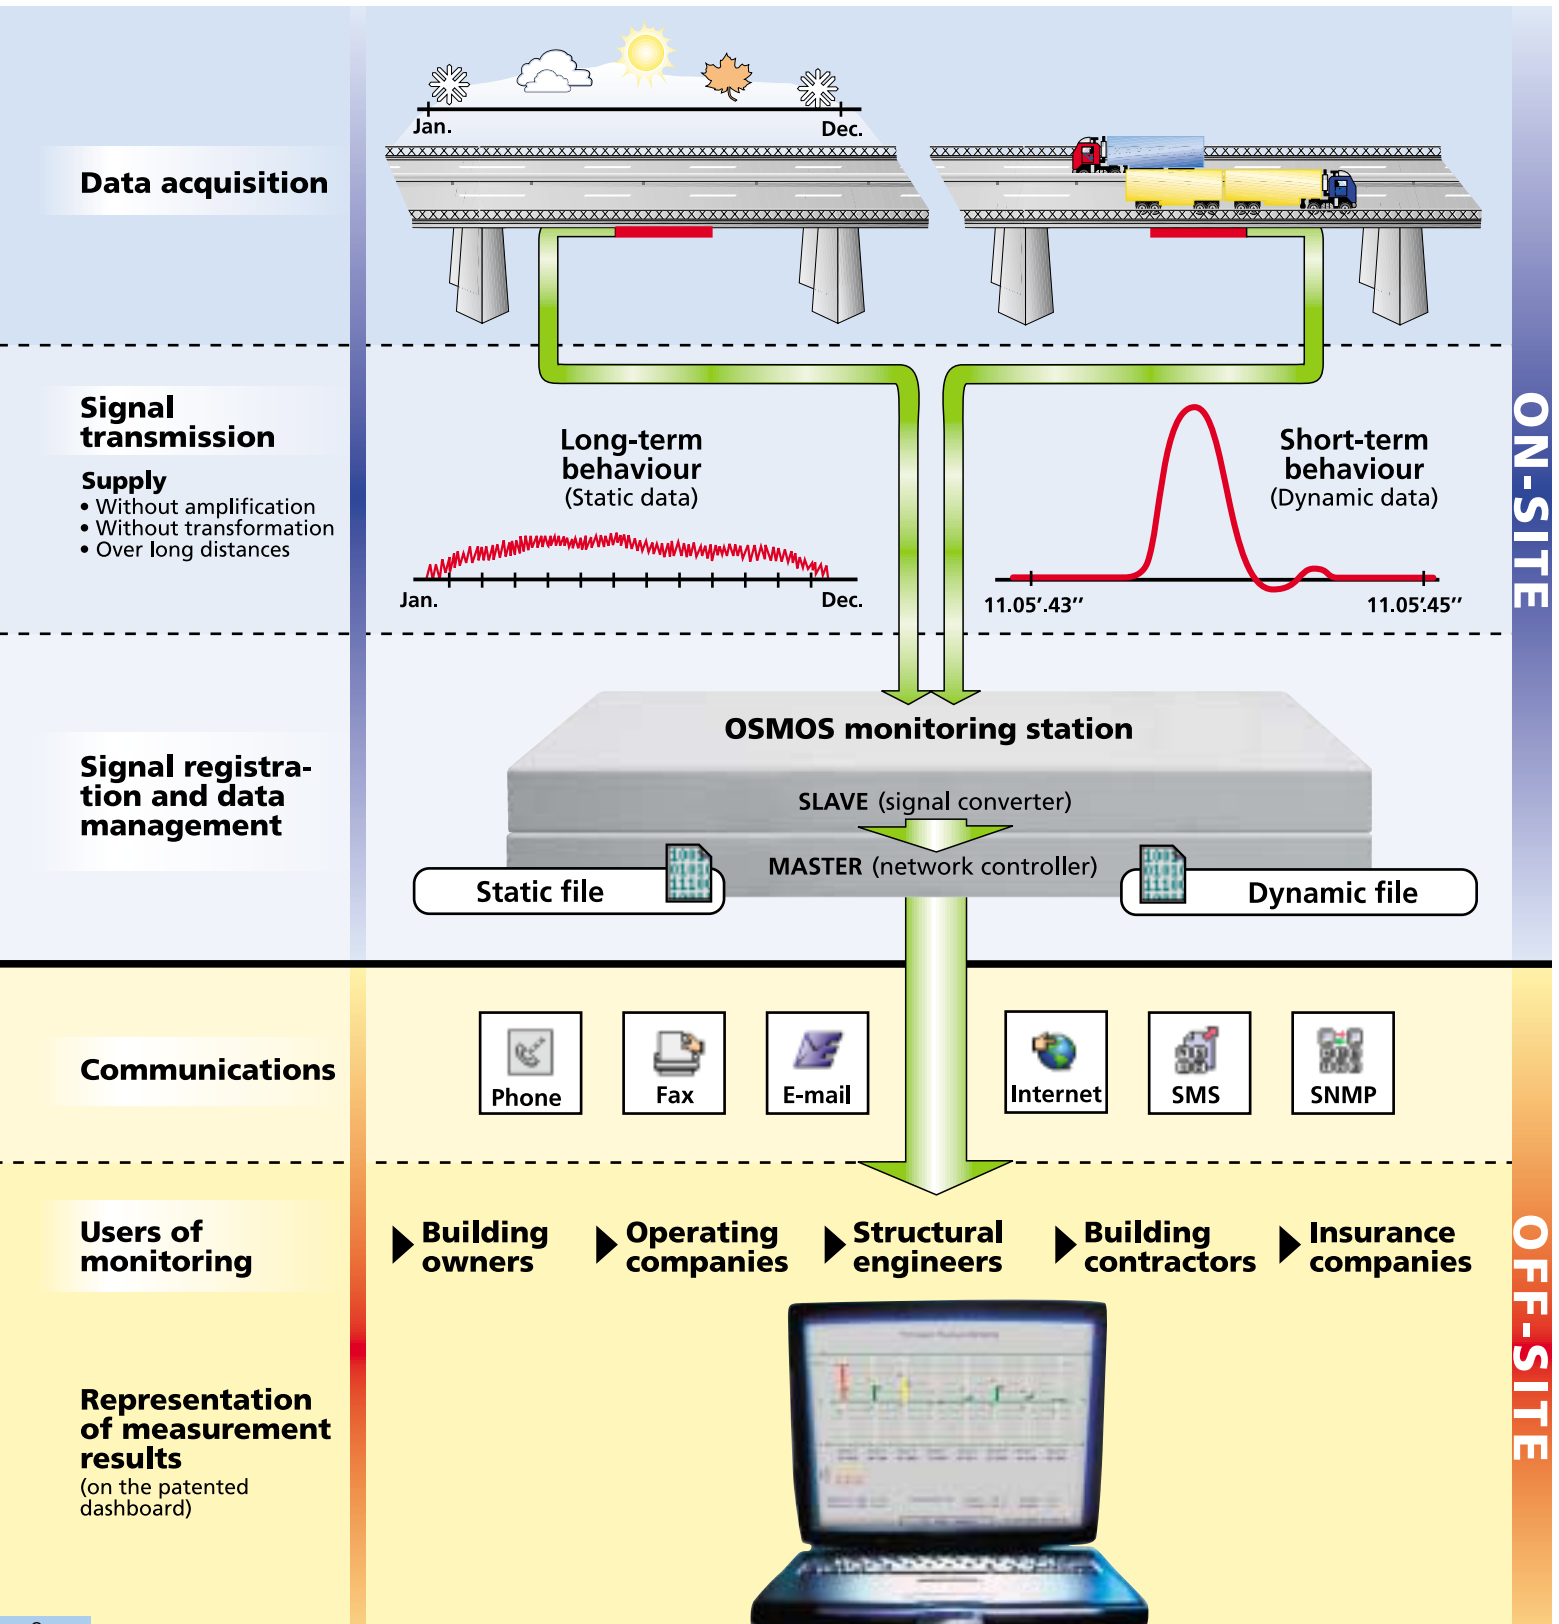 Jan.
Dec.
Data acquisition
ON-SITE
Signal
transmission
Supply
• Without amplification
• Without transformation
• Over long distances
Long-term
behaviour
(Static data)
Jan.
Dec.
Short-term
behaviour
(Dynamic data)
11.05'.43''
11.05'.45''
Signal registra-
tion and data
management
OSMOS monitoring station
SLAVE (signal converter)
MASTER (network controller)
Static file
Dynamic file
Communications
Phone
Fax
E-mail
Internet
SMS
SNMP
OFF-SITE
Users of
monitoring
Building
owners
Operating
companies
Structural
engineers
Building
contractors
Insurance
companies
Representation
of measurement
results
(on the patented
dashboard)